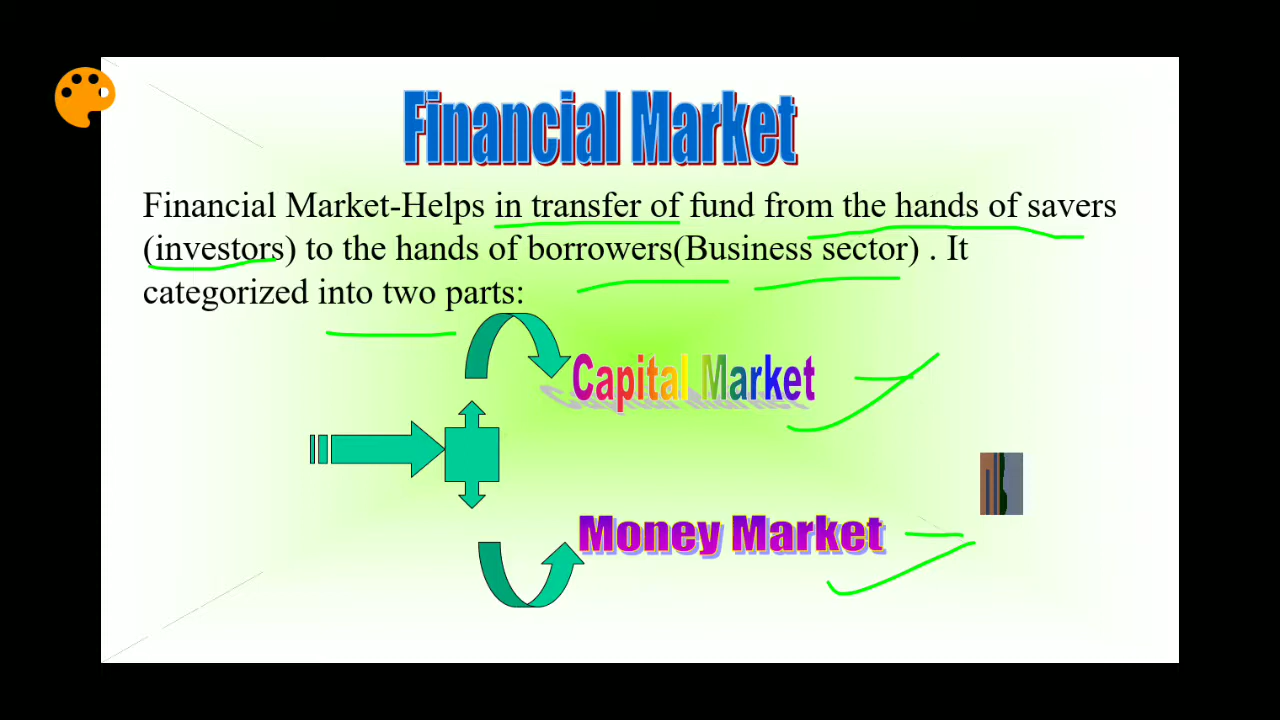 Financial Market
Financial Market-Helps in transfer of fund from the hands of savers
(investors) to the hands of borrowers(Business sector) . It
categorized into two parts:
Capital Market
Money Market